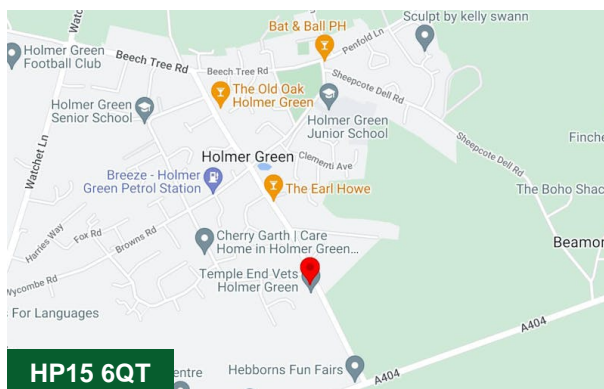 Sculpt by kelly swann
Bat & Ball PH
Penfold Ln
Holmer Green
Football Club
Watchet Ln
Beech Tree Rd
Beech Tree Rd
Sheepcote Dell Rd
The Old Oak
Holmer Green
Holmer Green
Senior School
Holmer Green
Junior School
Sheepcote Dell Rd
Finche
Holmer Green
Clementi Ave
Breeze - Holmer
Green Petrol Station
The Earl Howe
The Boho Shac
Watchet Ln
Harries Way
Fox Rd
Browns Rd
Cherry Garth | Care
Home in Holmer Green...
Beamon
Temple End Vets
Holmer Green
Wycombe Rd
s For Languages
A404
HP15 6QT
entre
Hebborns Fun Fairs
A404